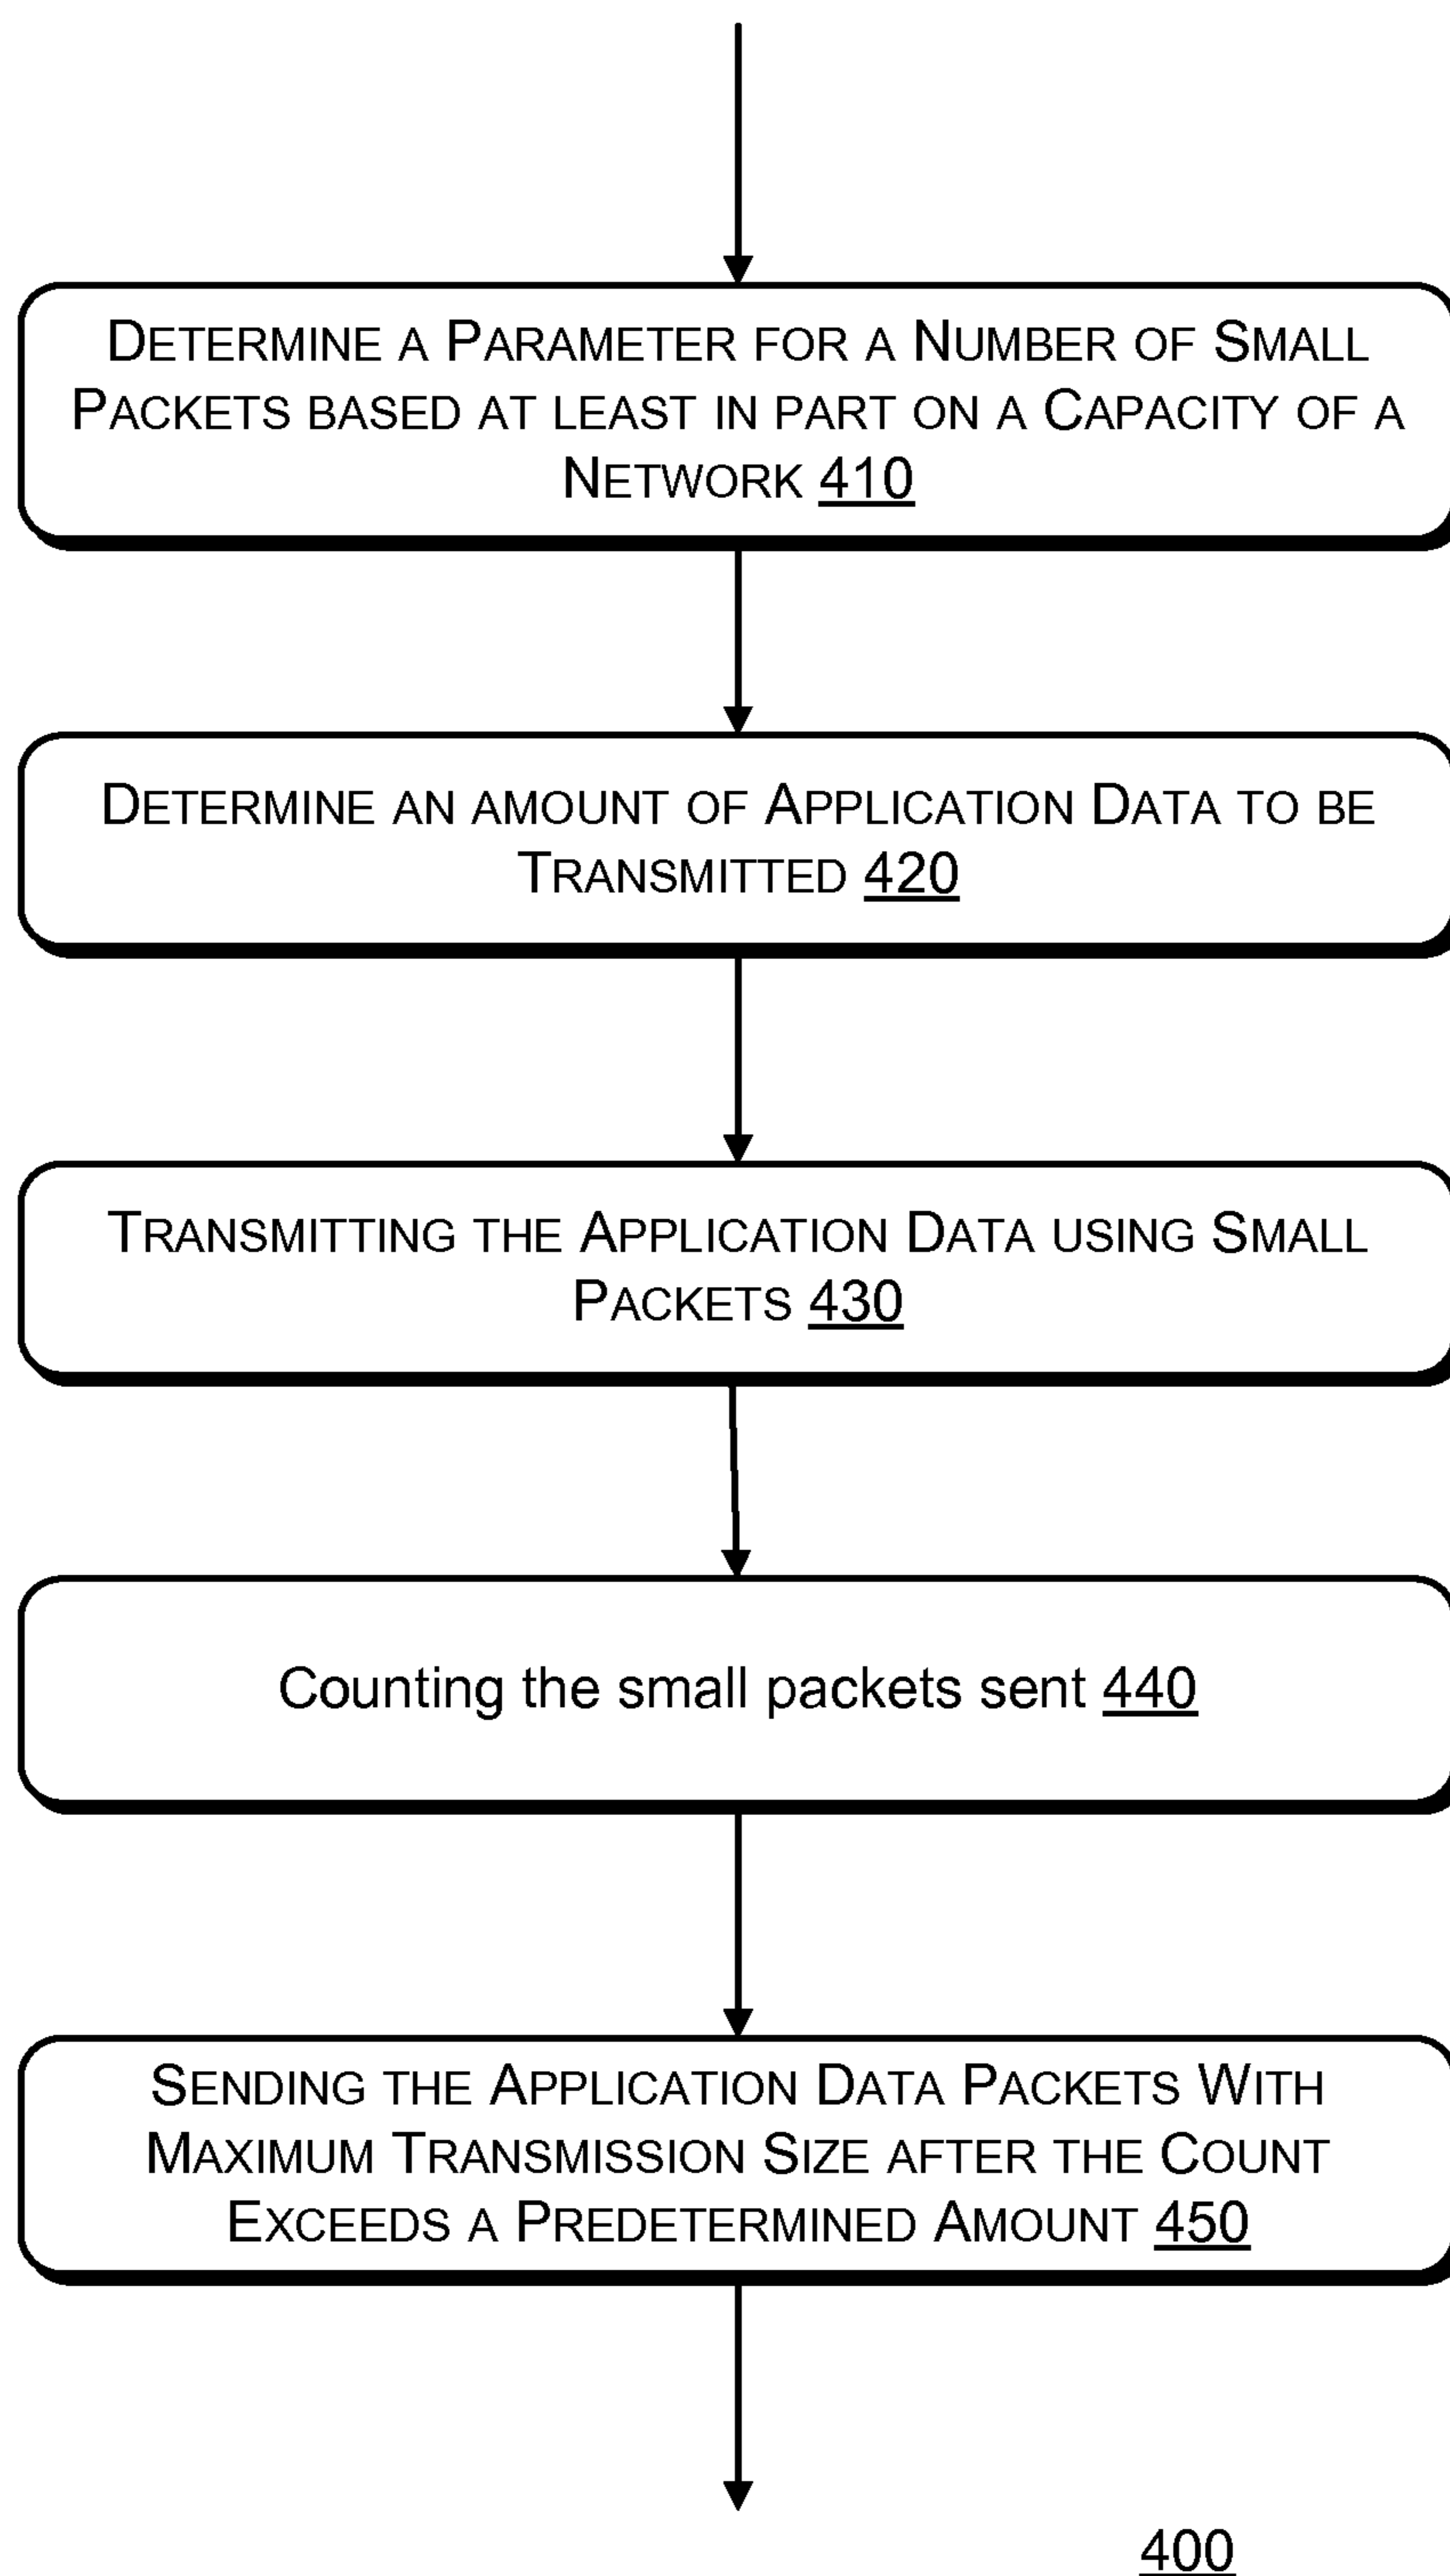 DETERMINE A PARAMETER FOR A NUMBER OF SMALL
PACKETS BASED AT LEAST IN PART ON A CAPACITY OF A
NETWORK 410
DETERMINE AN AMOUNT OF APPLICATION DATA TO BE
TRANSMITTED 420
TRANSMITTING THE APPLICATION DATA USING SMALL
PACKETS 430
Counting the small packets sent 440
SENDING THE APPLICATION DATA PACKETS WITH
MAXIMUM TRANSMISSION SIZE AFTER THE COUNT
EXCEEDS A PREDETERMINED AMOUNT 450
400